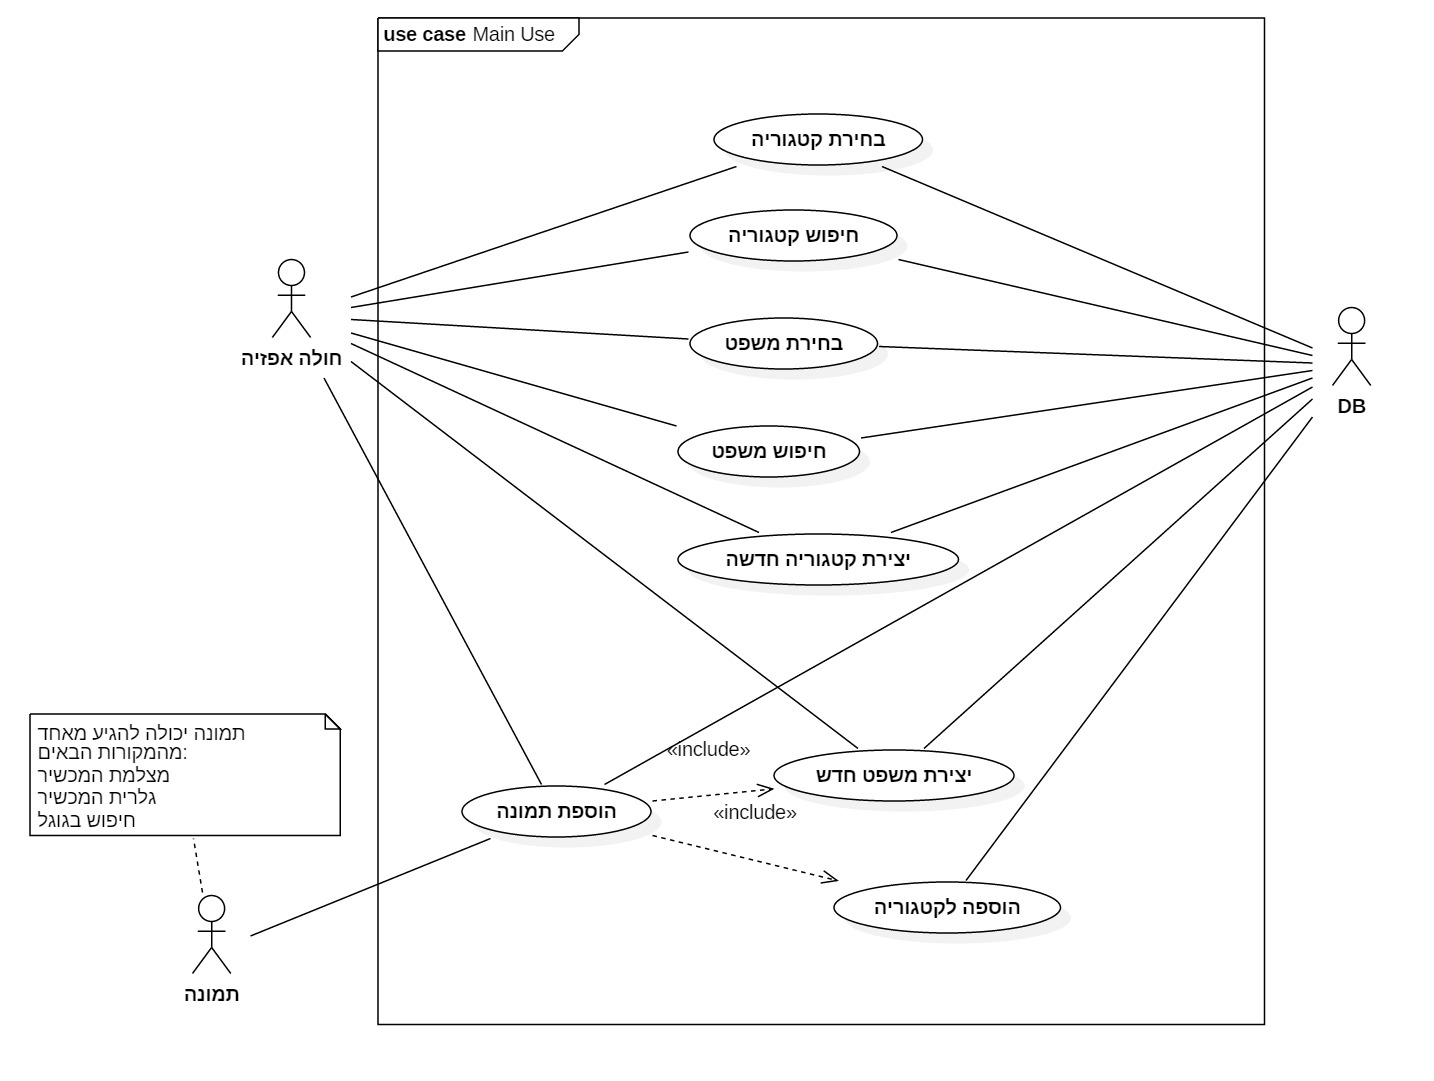 use case Main Use
בחירת קטגוריה
חיפוש קטגוריה
בחירת משפט
חולה אפזיה
DB
חיפוש משפט
יצירת קטגוריה חדשה
תמונה יכולה להגיע מאחד
מהמקורות הבאים:
מצלמת המכשיר
גלרית המכשיר
חיפוש בגוגל
«include»
יצירת משפט חדש
הוספת תמונה
«include»
הוספה לקטגוריה
תמונה